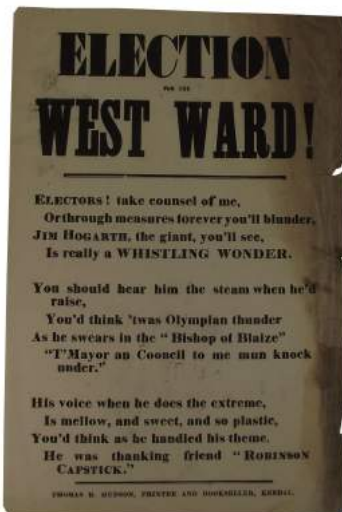 ELECTION
FOR THE
WEST WARD!
ELECTORS! take counsel of me,
Or through measures forever you'll blunder,
JIM HOGARTH, the giant, you'll see,
Is really a WHISTLING WONDER.
You should hear him the steam when he'd
raise,
You'd think 'twas Olympian thunder
As he swears in the "Bishop of Blaize"
"T'Mayor an Cooncil to me mun knock
under."
His voice when he does the extreme,
Is mellow, and sweet, and so plastic,
You'd think as he handled his theme.
He was thanking friend "ROBINSON
CAPSTICK."
THOMAS B. HUDSON, PRINTER AND BOOKSELLER, KENDAL.